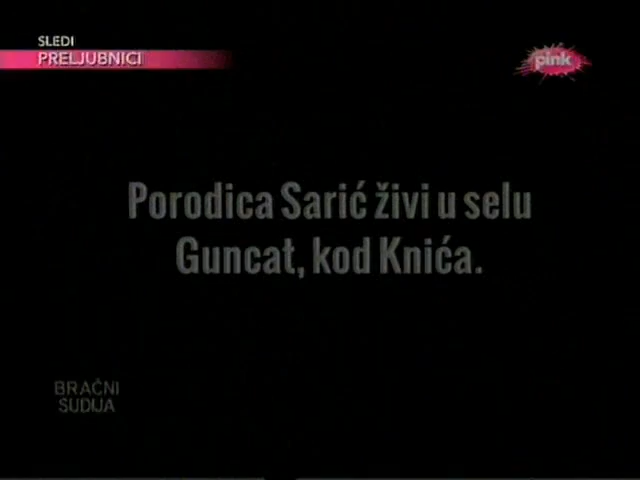 SLEDI
PRELJUBNICI
pink
Porodica Sarić živi u selu
Guncat, kod Knića.
BRAČNI
SUDIJA